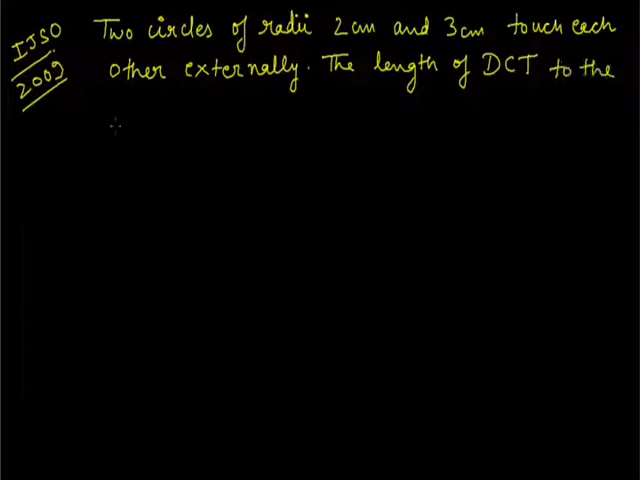 IJSO
2009
Two circles of radii 2cm and 3cm touch each
other externally. The length of DCT to the